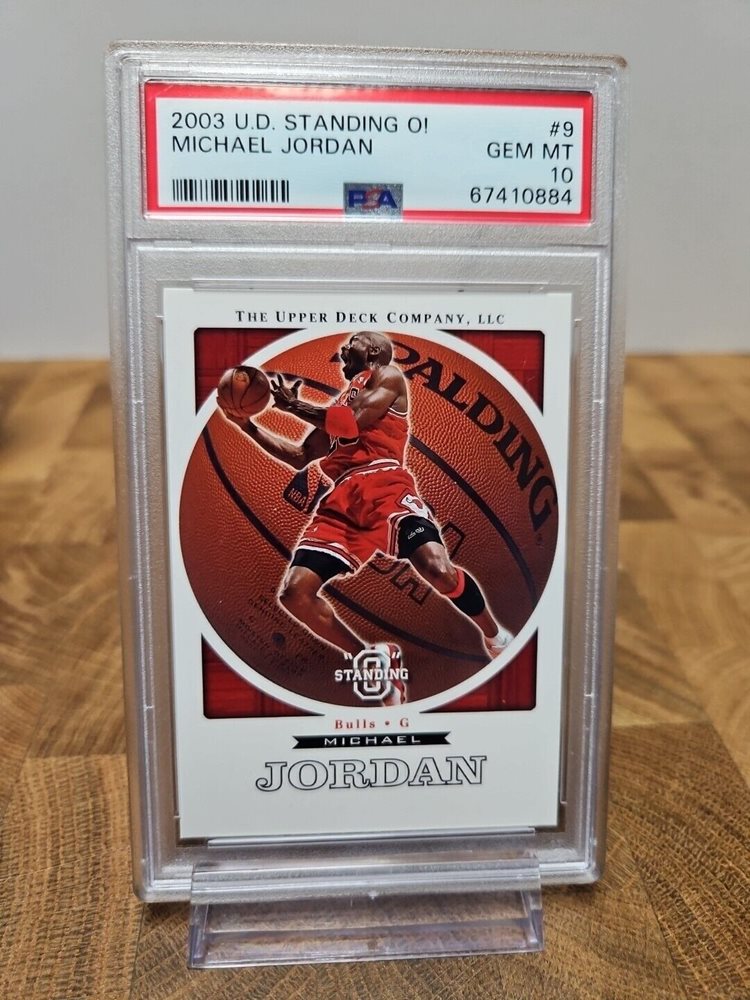 2003 U.D. STANDING O! #9
MICHAEL JORDAN GEM MT
10
PSA 67410884
THE UPPER DECK COMPANY, LLC
SPALDING
NBA
"O"
STANDING
Bulls • G
MICHAEL
JORDAN